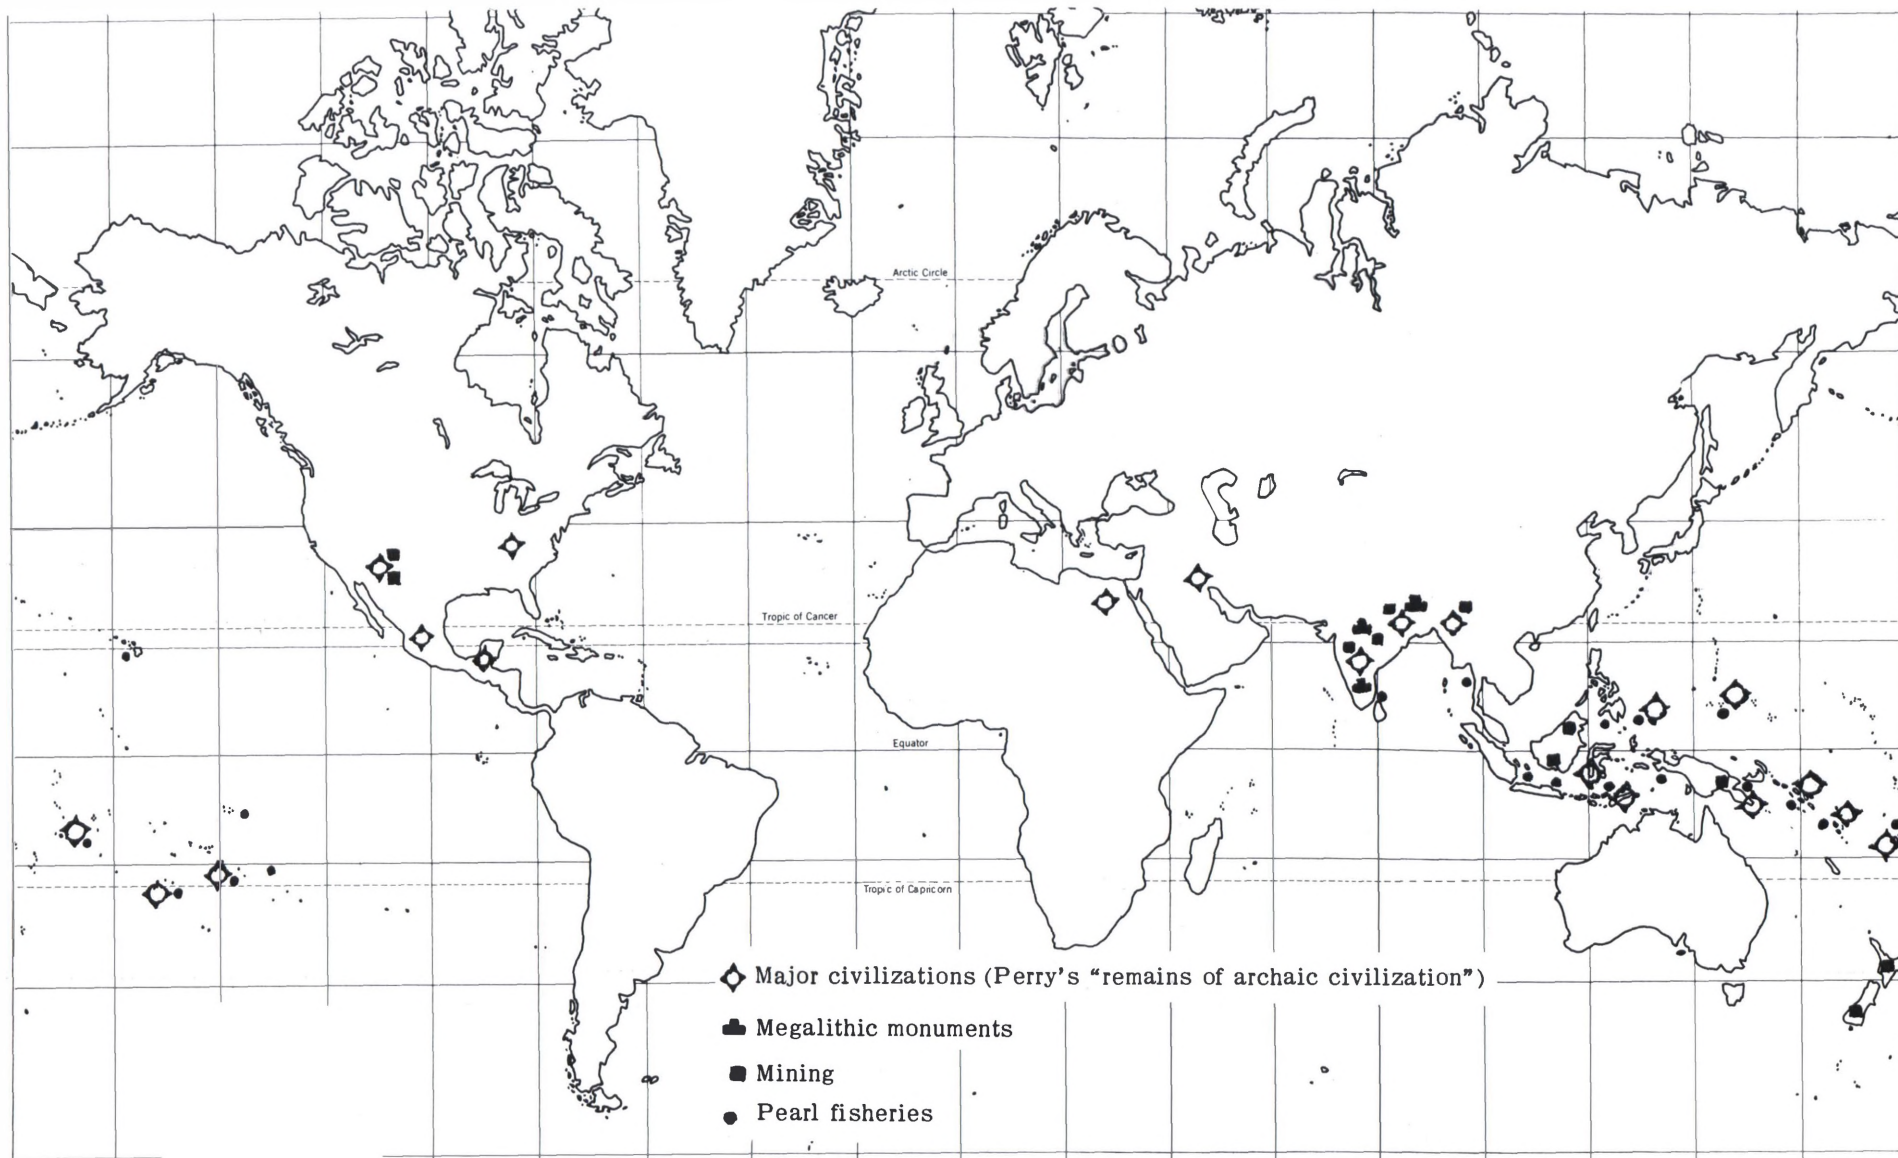 Arctic Circle
Tropic of Cancer
Equator
Tropic of Capricorn
Major civilizations (Perry's "remains of archaic civilization")
Megalithic monuments
Mining
Pearl fisheries